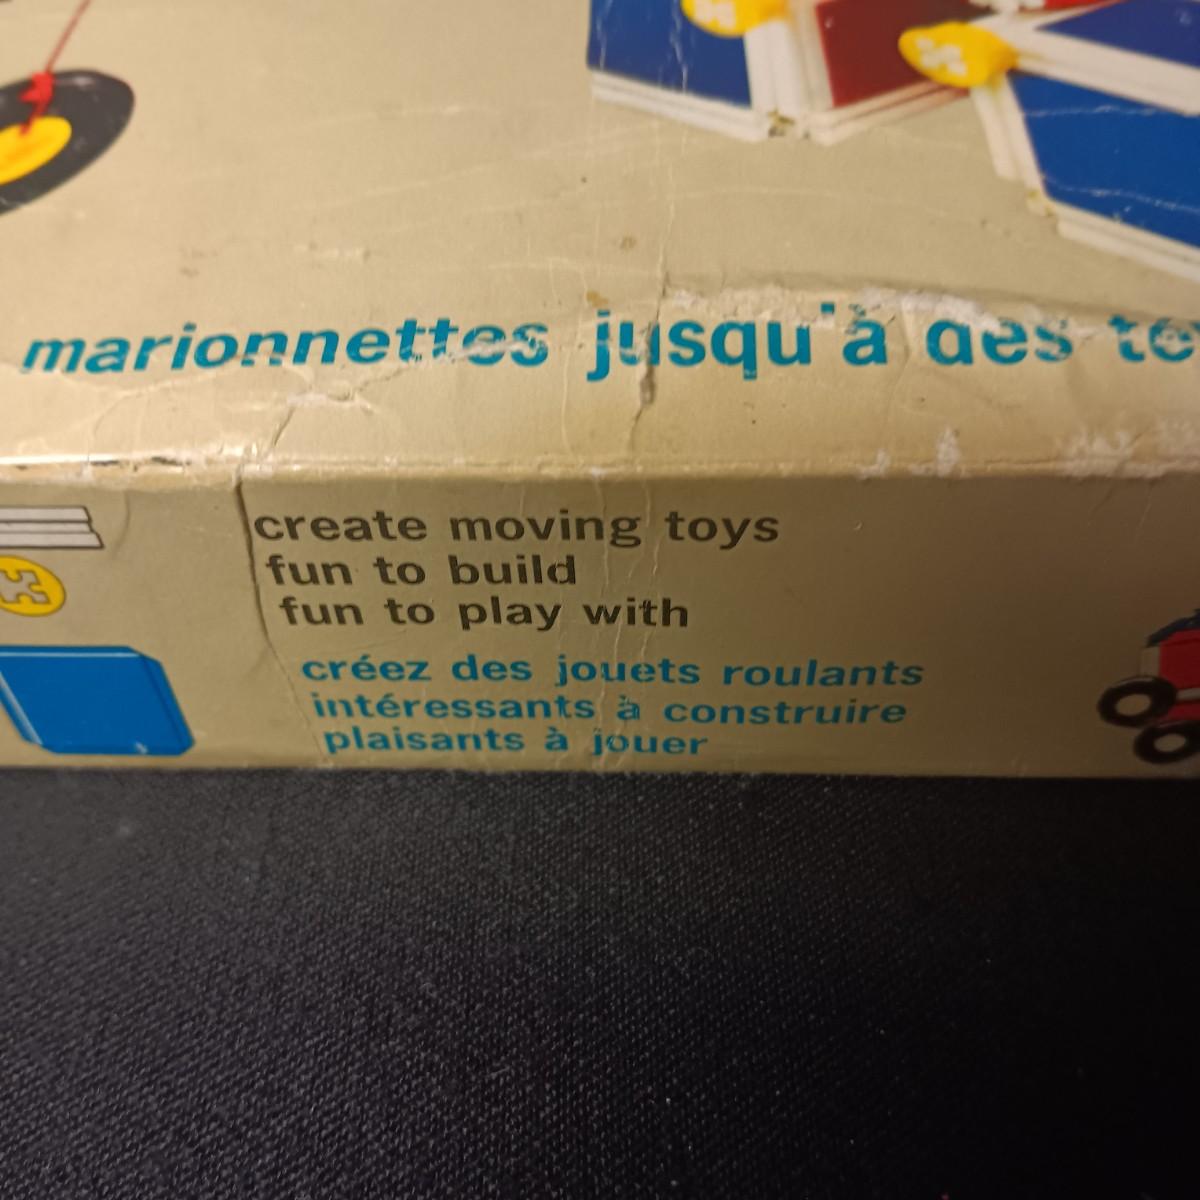 marionnettes jusqu'à des
create moving toys
fun to build
fun to play with
créez des jouets roulants
intéressants à construire
plaisants à jouer